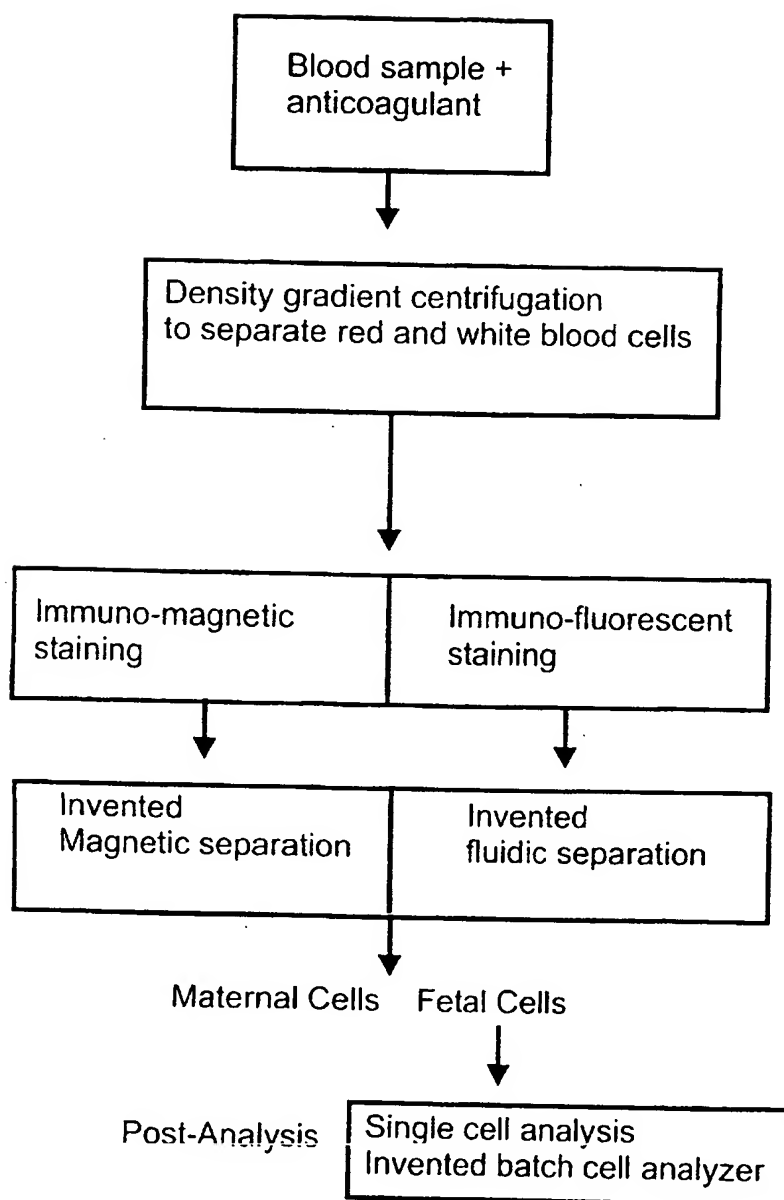 Blood sample +
anticoagulant
Density gradient centrifugation
to separate red and white blood cells
Immuno-magnetic
staining
Immuno-fluorescent
staining
Invented
Magnetic separation
Invented
fluidic separation
Maternal Cells Fetal Cells
Post-Analysis
Single cell analysis
Invented batch cell analyzer